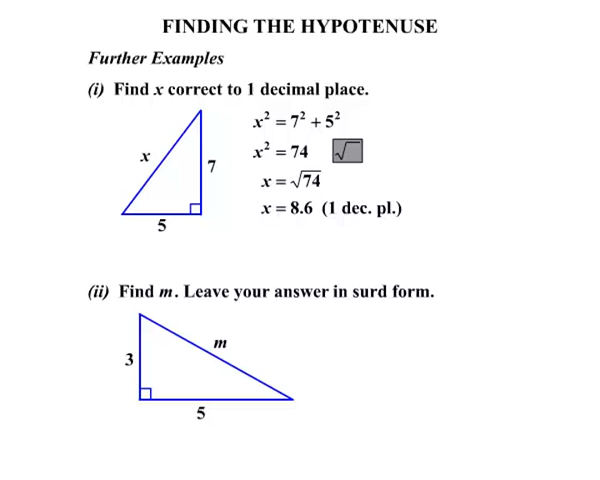 FINDING THE HYPOTENUSE
Further Examples
(i) Find x correct to 1 decimal place.
x² = 7² + 5²
x
x² = 74 √
7
x = √74
x = 8.6 (1 dec. pl.)
5
(ii) Find m. Leave your answer in surd form.
m
3
5